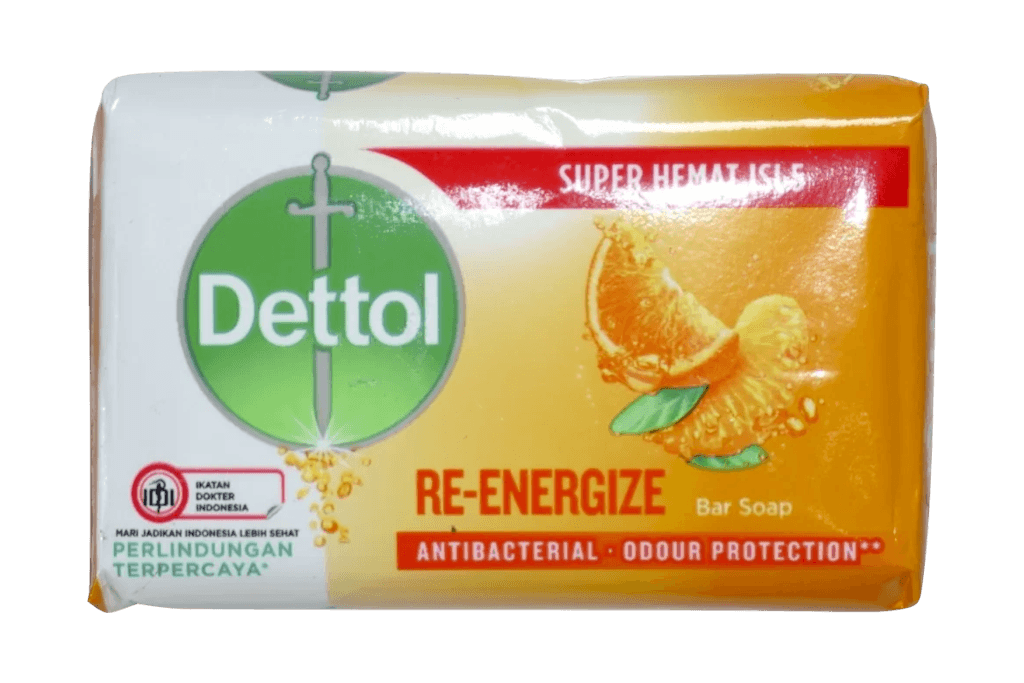 SUPER HEMAT ISI 5
Dettol
IDI
IKATAN
DOKTER
INDONESIA
MARI JADIKAN INDONESIA LEBIH SEHAT
PERLINDUNGAN
TERPERCAYA*
RE-ENERGIZE
Bar Soap
ANTIBACTERIAL · ODOUR PROTECTION**